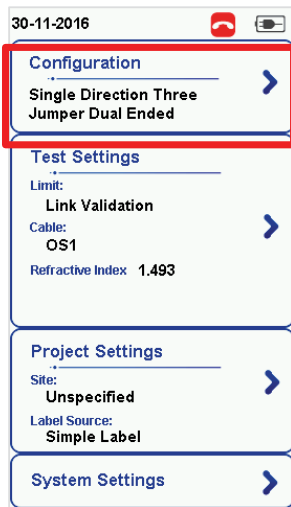 30-11-2016
Configuration
Single Direction Three
Jumper Dual Ended
Test Settings
Limit:
Link Validation
Cable:
OS1
Refractive Index 1.493
Project Settings
Site:
Unspecified
Label Source:
Simple Label
System Settings